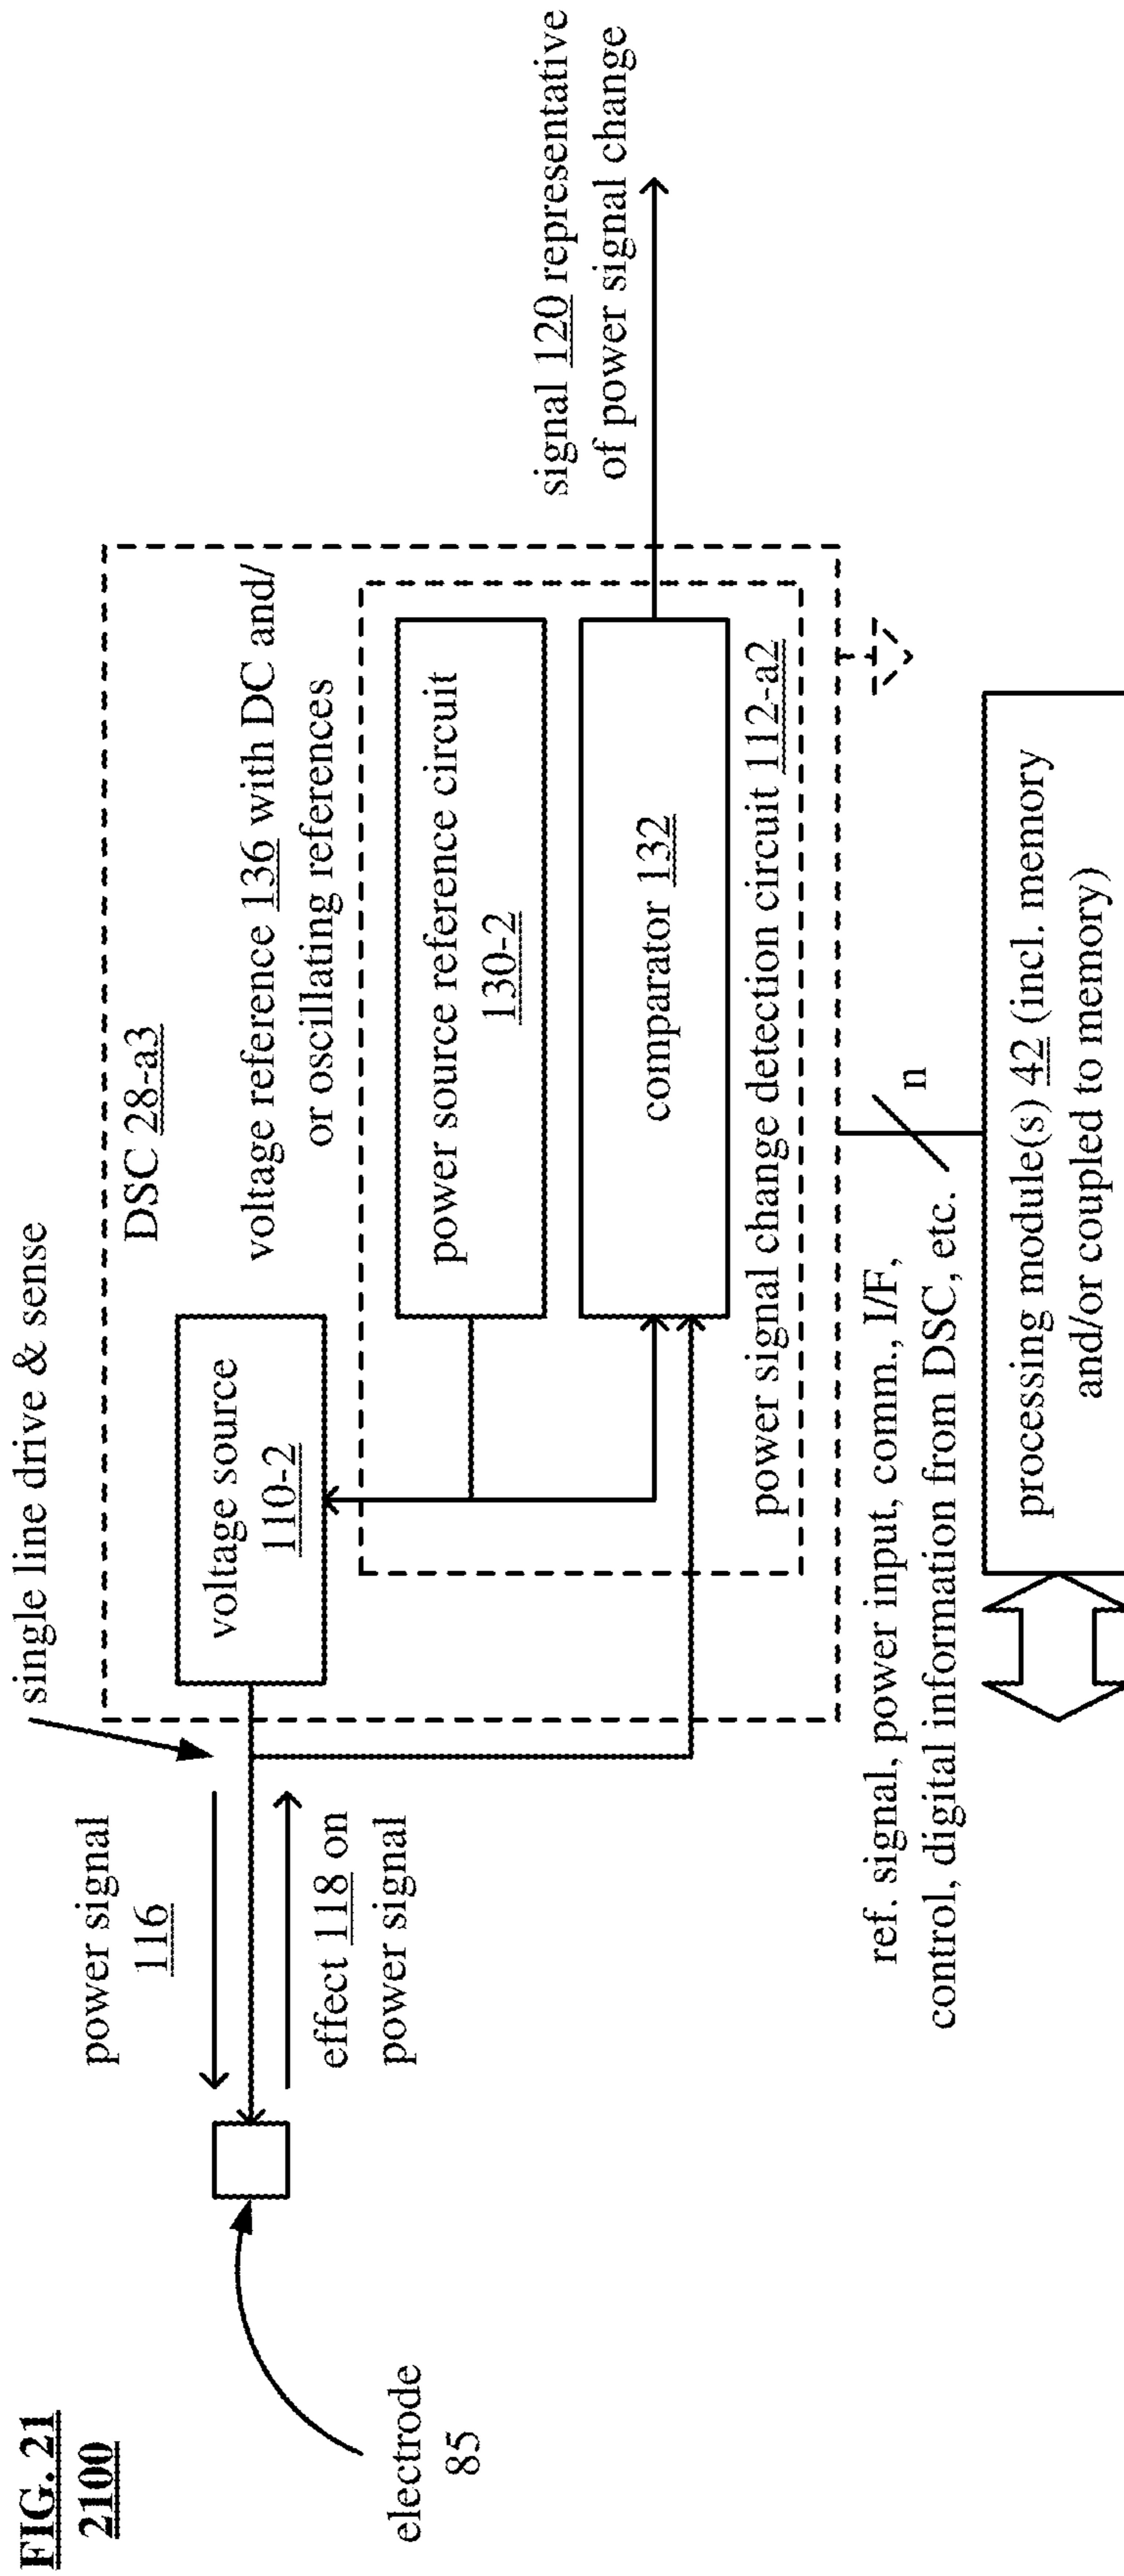 FIG. 21
2100
single line drive & sense
power signal
116
effect 118 on
power signal
electrode
85
DSC 28-a3
voltage source
110-2
voltage reference 136 with DC and/
or oscillating references
power source reference circuit
130-2
comparator 132
power signal change detection circuit 112-a2
signal 120 representative
of power signal change
ref. signal, power input, comm., I/F,
control, digital information from DSC, etc.
n
processing module(s) 42 (incl. memory
and/or coupled to memory)